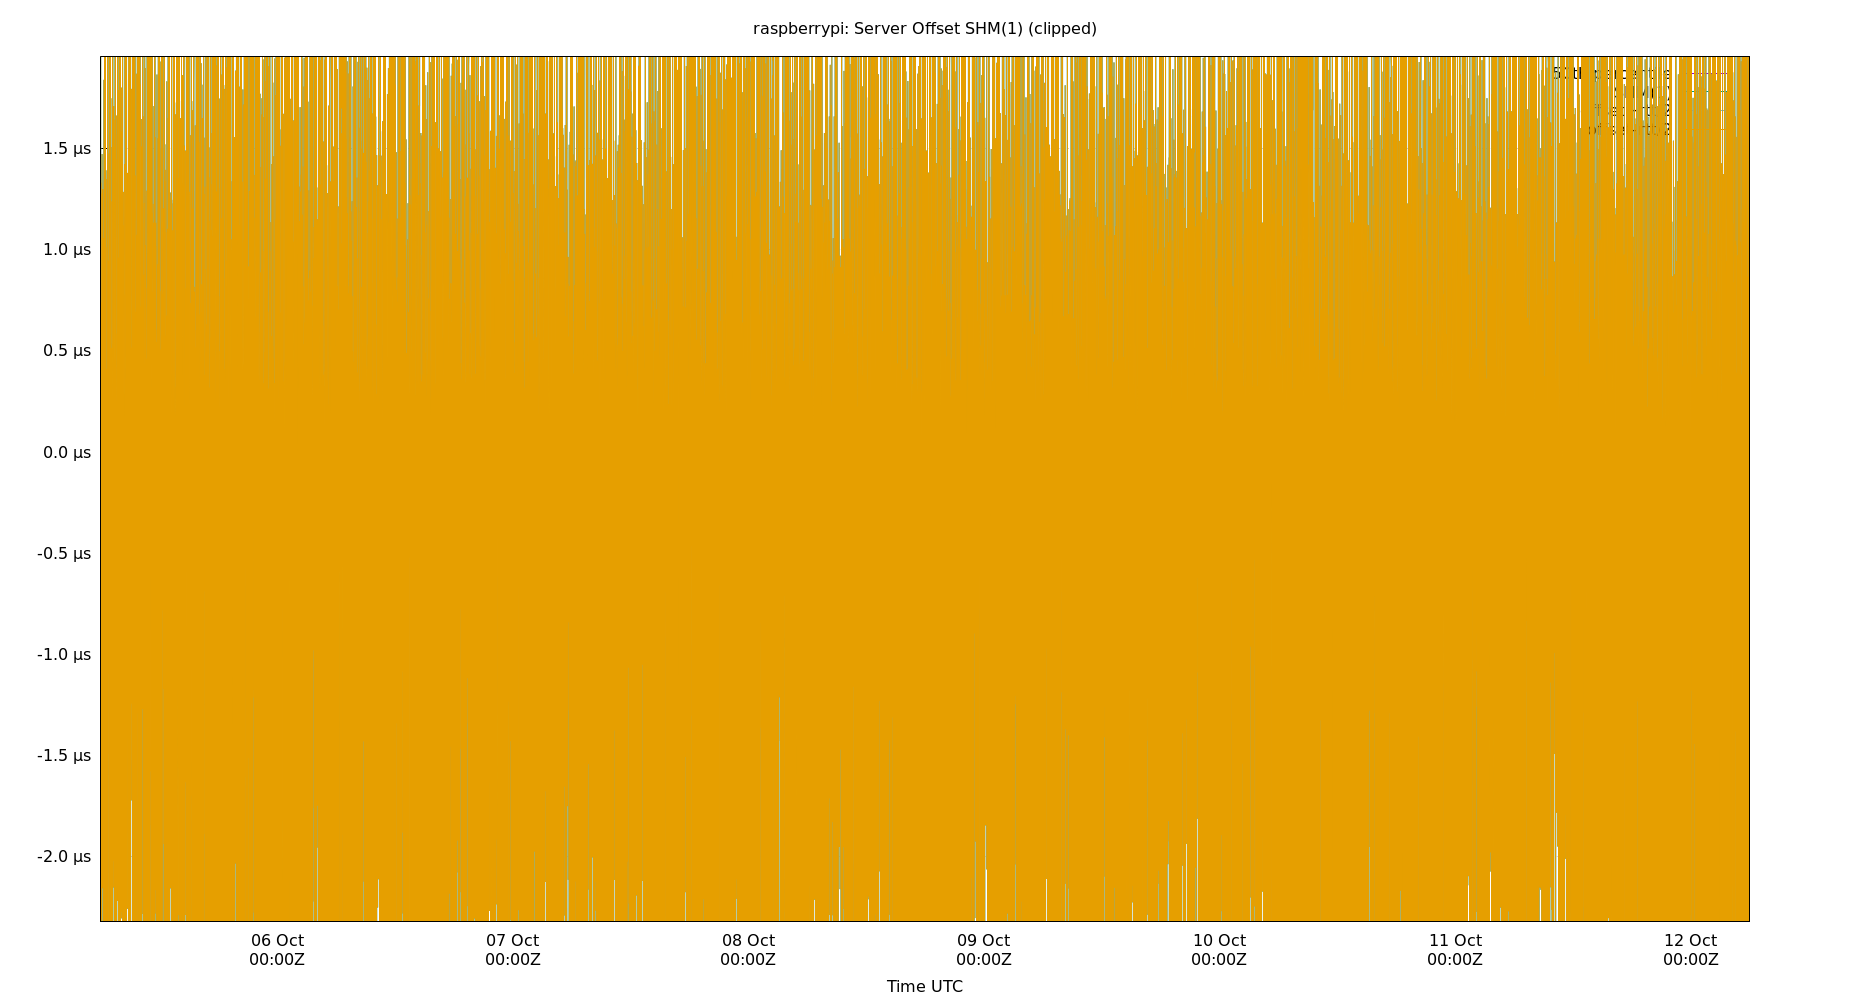 raspberrypi: Server Offset SHM(1) (clipped)
1.5 µs
1.0 µs
0.5 µs
0.0 µs
-0.5 µs
-1.0 µs
-1.5 µs
-2.0 µs
06 Oct 07 Oct 08 Oct 09 Oct 10 Oct 11 Oct 12 Oct
00:00Z 00:00Z 00:00Z 00:00Z 00:00Z 00:00Z 00:00Z
Time UTC